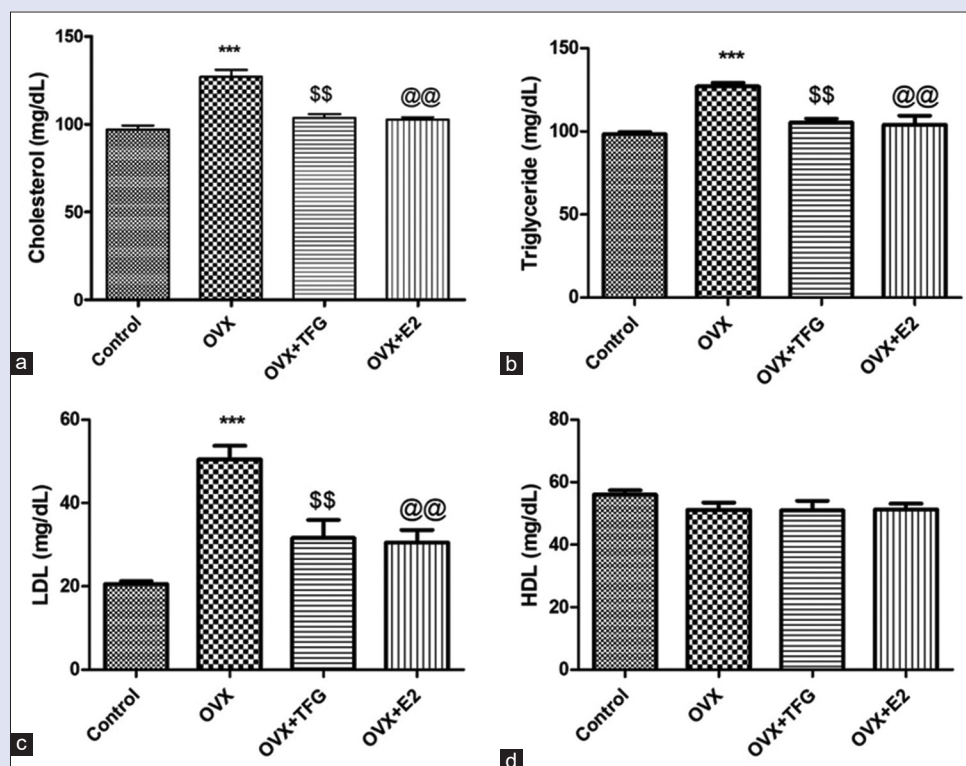 Cholesterol (mg/dL)
150
100
50
0
***
$$
@@
Control
OVX
OVX+TFG
OVX+E2
a
Triglyceride (mg/dL)
150
100
50
0
***
$$
@@
Control
OVX
OVX+TFG
OVX+E2
b
LDL (mg/dL)
60
40
20
0
***
$$
@@
Control
OVX
OVX+TFG
OVX+E2
c
HDL (mg/dL)
80
60
40
20
0
Control
OVX
OVX+TFG
OVX+E2
d